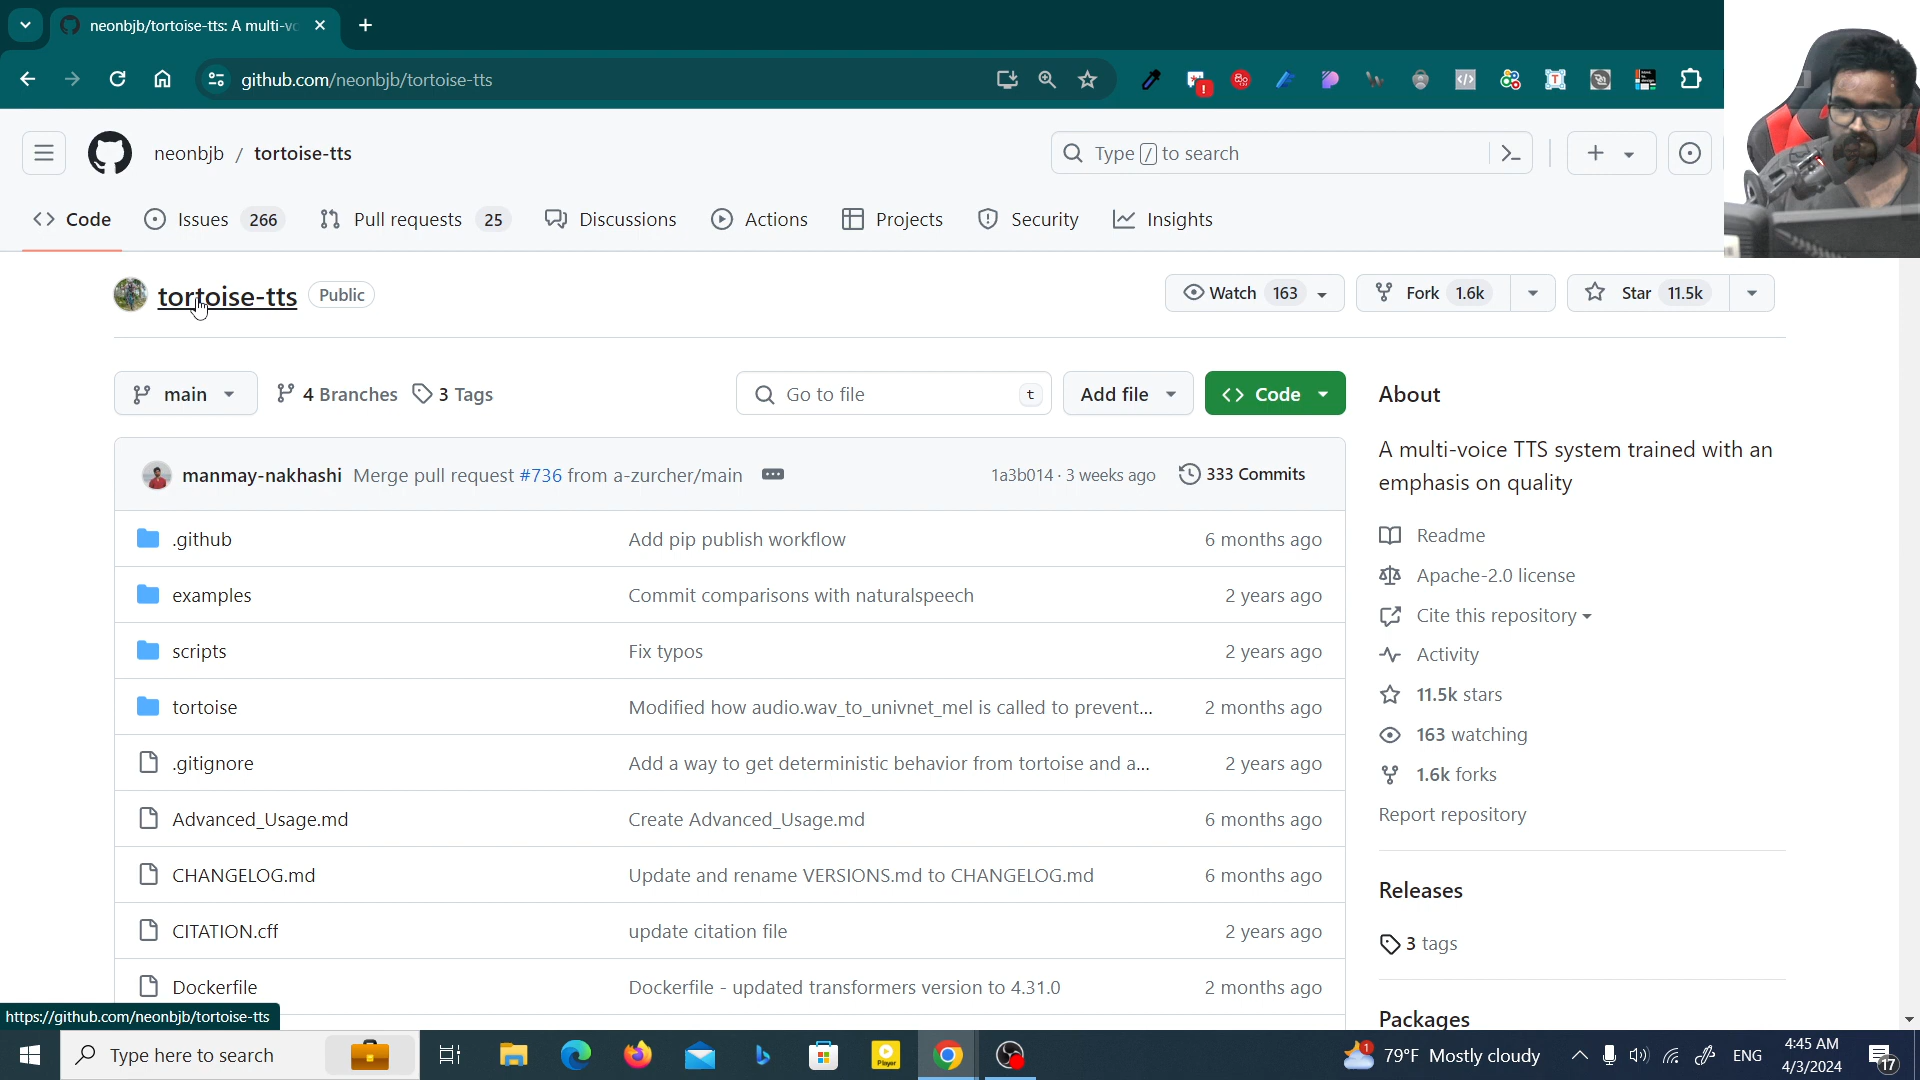 neonbjb/tortoise-tts: A multi-vo
github.com/neonbjb/tortoise-tts
neonbjb / tortoise-tts
Type / to search
Code
Issues 266
Pull requests 25
Discussions
Actions
Projects
Security
Insights
tortoise-tts
Public
Watch 163
Fork 1.6k
Star 11.5k
main
4 Branches
3 Tags
Go to file t
Add file
Code
manmay-nakhashi Merge pull request #736 from a-zurcher/main
1a3b014 · 3 weeks ago
333 Commits
.github Add pip publish workflow 6 months ago
examples Commit comparisons with naturalspeech 2 years ago
scripts Fix typos 2 years ago
tortoise Modified how audio.wav_to_univnet_mel is called to prevent... 2 months ago
.gitignore Add a way to get deterministic behavior from tortoise and a... 2 years ago
Advanced_Usage.md Create Advanced_Usage.md 6 months ago
CHANGELOG.md Update and rename VERSIONS.md to CHANGELOG.md 6 months ago
CITATION.cff update citation file 2 years ago
Dockerfile Dockerfile - updated transformers version to 4.31.0 2 months ago
About
A multi-voice TTS system trained with an
emphasis on quality
Readme
Apache-2.0 license
Cite this repository
Activity
11.5k stars
163 watching
1.6k forks
Report repository
Releases
3 tags
Packages
https://github.com/neonbjb/tortoise-tts
Type here to search
Player
1
79°F Mostly cloudy
ENG
4:45 AM
4/3/2024
17